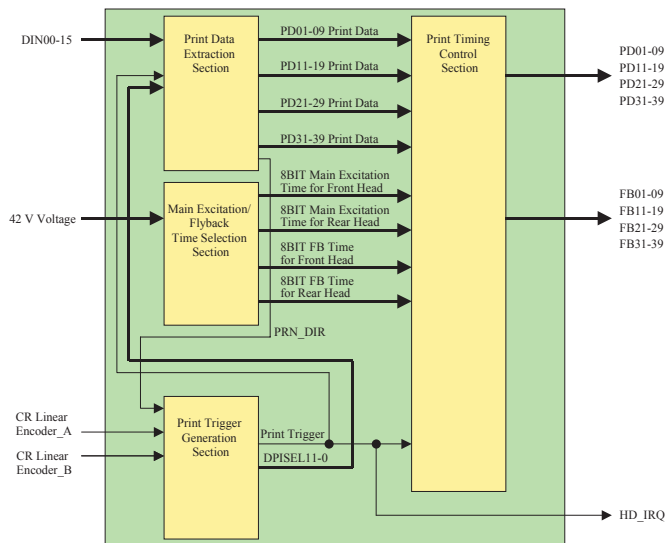 DIN00-15
Print Data
Extraction
Section
PD01-09 Print Data
PD11-19 Print Data
PD21-29 Print Data
PD31-39 Print Data
Print Timing
Control
Section
PD01-09
PD11-19
PD21-29
PD31-39
42 V Voltage
Main Excitation/
Flyback
Time Selection
Section
8BIT Main Excitation
Time for Front Head
8BIT Main Excitation
Time for Rear Head
8BIT FB Time
for Front Head
8BIT FB Time
for Rear Head
FB01-09
FB11-19
FB21-29
FB31-39
PRN_DIR
CR Linear
Encoder_A
CR Linear
Encoder_B
Print Trigger
Generation
Section
Print Trigger
DPISEL11-0
HD_IRQ